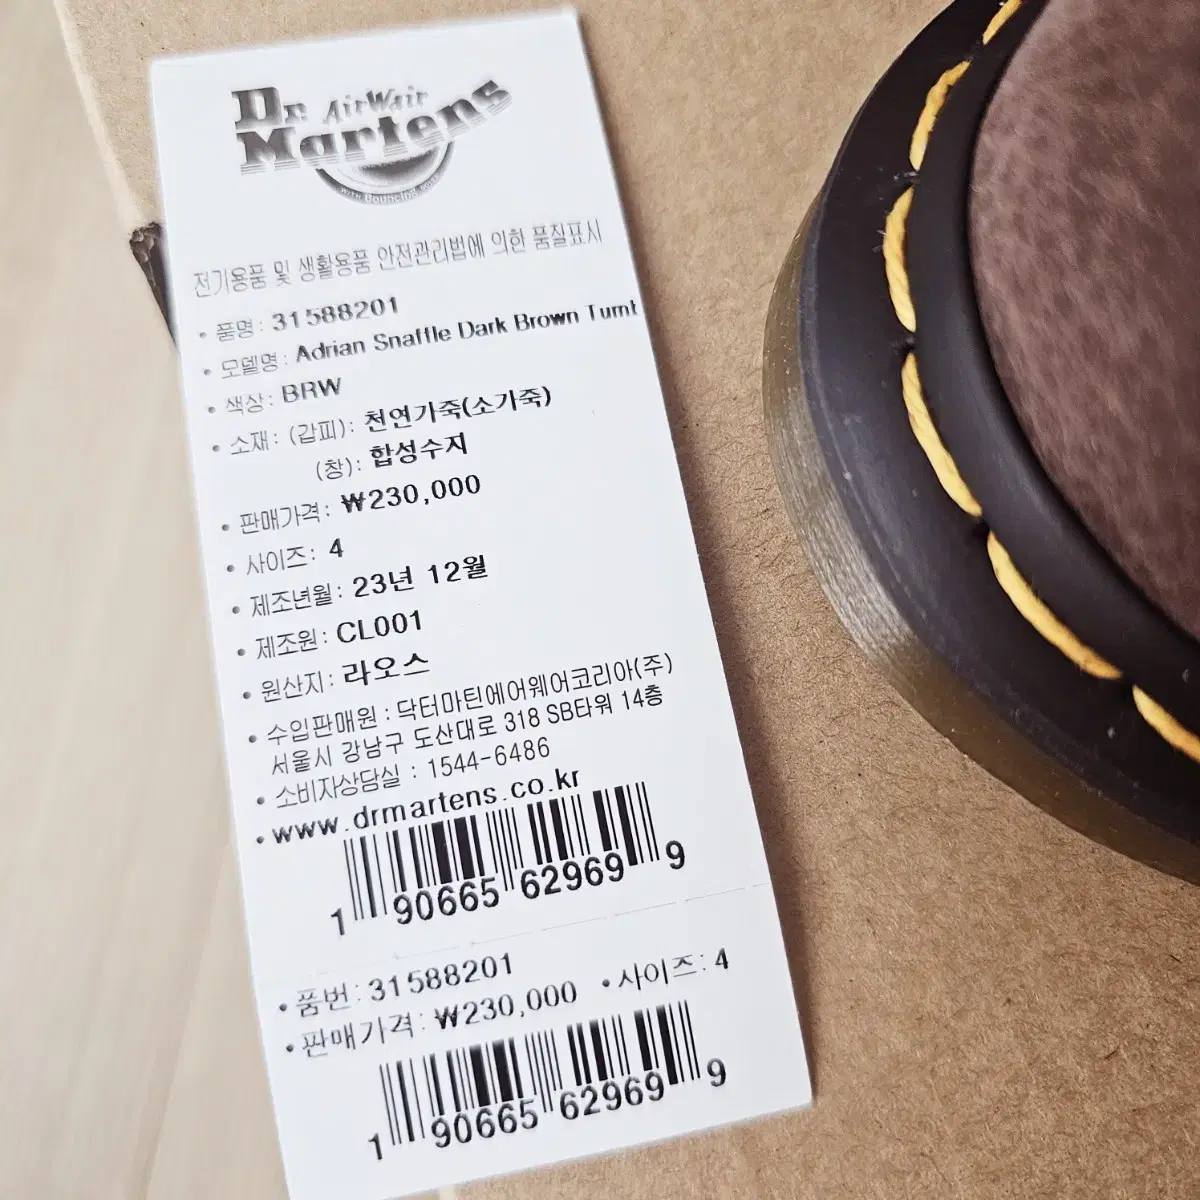 Dr. AirWair
Martens
WITH Bouncing SOLES
전기용품 및 생활용품 안전관리법에 의한 품질표시
• 품명: 31588201
• 모델명: Adrian Snaffle Dark Brown Tumb
• 색상: BRW
• 소재: (갑피): 천연가죽(소가죽)
(창): 합성수지
• 판매가격: ₩230,000
• 사이즈: 4
• 제조년월: 23년 12월
• 제조원: CL001
• 원산지: 라오스
• 수입판매원 : 닥터마틴에어웨어코리아(주)
서울시 강남구 도산대로 318 SB타워 14층
• 소비자상담실 : 1544-6486
• www.drmartens.co.kr
1 90665 62969 9
• 품번: 31588201 • 사이즈: 4
• 판매가격: ₩230,000
1 90665 62969 9